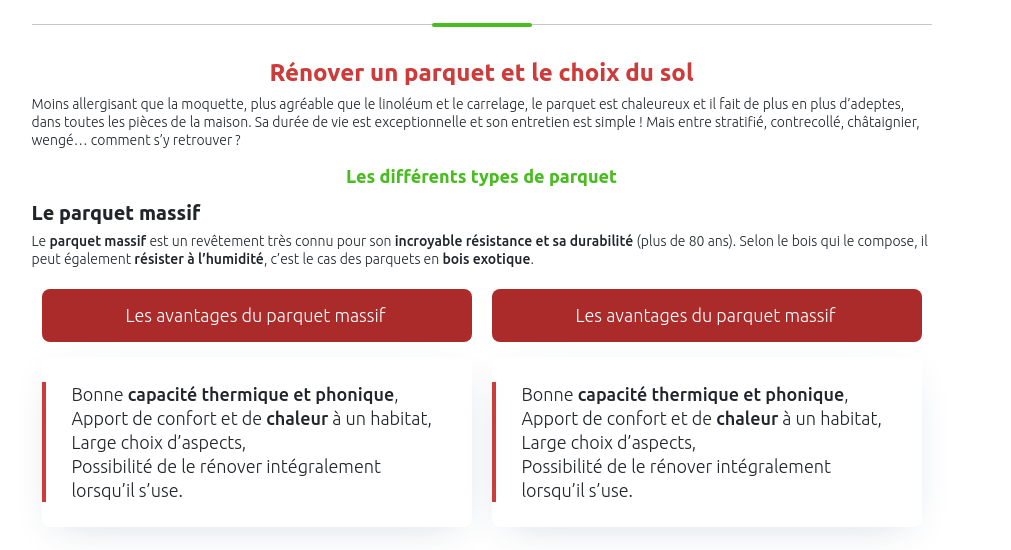 Rénover un parquet et le choix du sol
Moins allergisant que la moquette, plus agréable que le linoléum et le carrelage, le parquet est chaleureux et il fait de plus en plus d’adeptes,
dans toutes les pièces de la maison. Sa durée de vie est exceptionnelle et son entretien est simple ! Mais entre stratifié, contrecollé, châtaignier,
wengé… comment s’y retrouver ?
Les différents types de parquet
Le parquet massif
Le parquet massif est un revêtement très connu pour son incroyable résistance et sa durabilité (plus de 80 ans). Selon le bois qui le compose, il
peut également résister à l’humidité, c’est le cas des parquets en bois exotique.
Les avantages du parquet massif
Bonne capacité thermique et phonique,
Apport de confort et de chaleur à un habitat,
Large choix d’aspects,
Possibilité de le rénover intégralement
lorsqu’il s’use.
Les avantages du parquet massif
Bonne capacité thermique et phonique,
Apport de confort et de chaleur à un habitat,
Large choix d’aspects,
Possibilité de le rénover intégralement
lorsqu’il s’use.